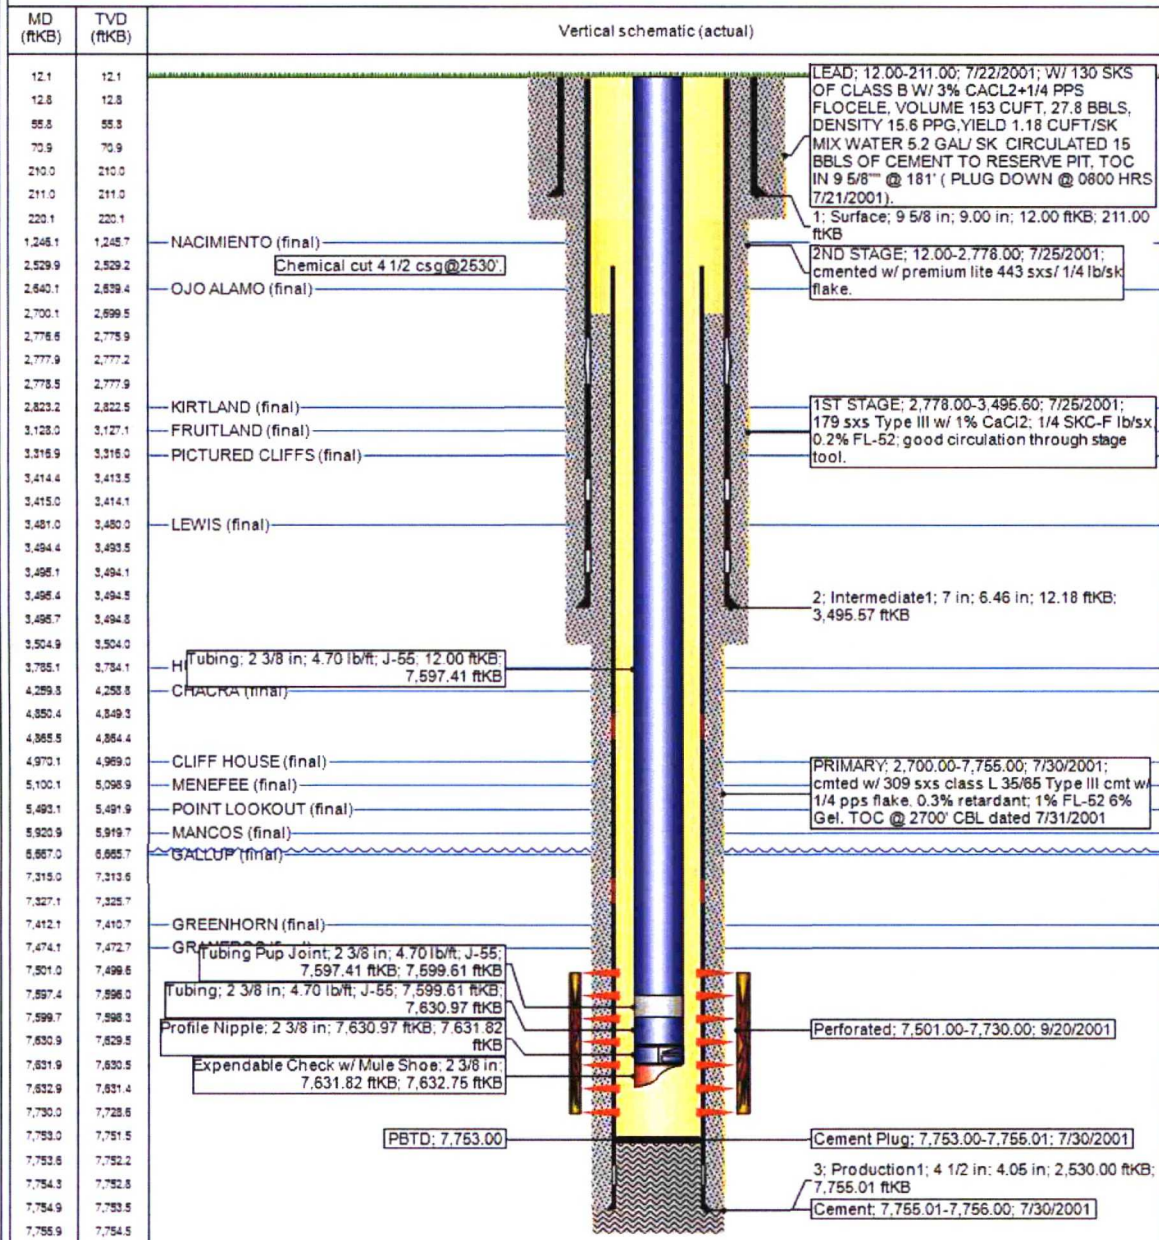 MD (ftKB)
TVD (ftKB)
Vertical schematic (actual)
12.1 12.1
12.8 12.8
55.8 55.8
70.9 70.9
210.0 210.0
211.0 211.0
220.1 220.1
1,246.1 1,245.7
2,529.9 2,529.2
2,640.1 2,639.4
2,700.1 2,699.5
2,776.6 2,775.9
2,777.9 2,777.2
2,778.5 2,777.9
2,823.2 2,822.5
3,128.0 3,127.1
3,316.9 3,316.0
3,414.4 3,413.5
3,415.0 3,414.1
3,481.0 3,480.0
3,494.4 3,493.5
3,495.1 3,494.1
3,495.4 3,494.5
3,495.7 3,494.8
3,504.9 3,504.0
3,785.1 3,784.1
4,259.8 4,258.8
4,850.4 4,849.3
4,865.5 4,864.4
4,970.1 4,969.0
5,100.1 5,098.9
5,493.1 5,491.9
5,920.9 5,919.7
6,667.0 6,665.7
7,315.0 7,313.6
7,327.1 7,325.7
7,412.1 7,410.7
7,474.1 7,472.7
7,501.0 7,499.6
7,597.4 7,596.0
7,599.7 7,598.3
7,630.9 7,629.5
7,631.9 7,630.5
7,632.9 7,631.4
7,730.0 7,728.6
7,753.0 7,751.5
7,753.6 7,752.2
7,754.3 7,752.8
7,754.9 7,753.5
7,755.9 7,754.5
NACIMIENTO (final)
Chemical cut 4 1/2 csg@2530'.
OJO ALAMO (final)
KIRTLAND (final)
FRUITLAND (final)
PICTURED CLIFFS (final)
LEWIS (final)
Tubing; 2 3/8 in; 4.70 lb/ft; J-55; 12.00 ftKB;
7,597.41 ftKB
CHACRA (final)
CLIFF HOUSE (final)
MENEFEE (final)
POINT LOOKOUT (final)
MANCOS (final)
GALLUP (final)
GREENHORN (final)
Tubing Pup Joint; 2 3/8 in; 4.70 lb/ft; J-55;
7,597.41 ftKB; 7,599.61 ftKB
Tubing; 2 3/8 in; 4.70 lb/ft; J-55; 7,599.61 ftKB;
7,630.97 ftKB
Profile Nipple; 2 3/8 in; 7,630.97 ftKB; 7,631.82
ftKB
Expendable Check w/ Mule Shoe; 2 3/8 in;
7,631.82 ftKB; 7,632.75 ftKB
PBTD; 7,753.00
LEAD; 12.00-211.00; 7/22/2001; W/ 130 SKS
OF CLASS B W/ 3% CACL2+1/4 PPS
FLOCELE, VOLUME 153 CUFT, 27.8 BBLS,
DENSITY 15.6 PPG,YIELD 1.18 CUFT/SK
MIX WATER 5.2 GAL/ SK. CIRCULATED 15
BBLS OF CEMENT TO RESERVE PIT, TOC
IN 9 5/8"" @ 181' ( PLUG DOWN @ 0800 HRS
7/21/2001).
1; Surface; 9 5/8 in; 9.00 in; 12.00 ftKB; 211.00
ftKB
2ND STAGE; 12.00-2,778.00; 7/25/2001;
cmented w/ premium lite 443 sxs/ 1/4 lb/sk
flake.
1ST STAGE; 2,778.00-3,495.60; 7/25/2001;
179 sxs Type III w/ 1% CaCl2; 1/4 SKC-F lb/sx,
0.2% FL-52; good circulation through stage
tool.
2; Intermediate1; 7 in; 6.46 in; 12.18 ftKB;
3,495.57 ftKB
PRIMARY; 2,700.00-7,755.00; 7/30/2001;
cmted w/ 309 sxs class L 35/65 Type III cmt w/
1/4 pps flake. 0.3% retardant; 1% FL-52 6%
Gel. TOC @ 2700' CBL dated 7/31/2001
Perforated; 7,501.00-7,730.00; 9/20/2001
Cement Plug; 7,753.00-7,755.01; 7/30/2001
3; Production1; 4 1/2 in; 4.05 in; 2,530.00 ftKB;
7,755.01 ftKB
Cement; 7,755.01-7,756.00; 7/30/2001